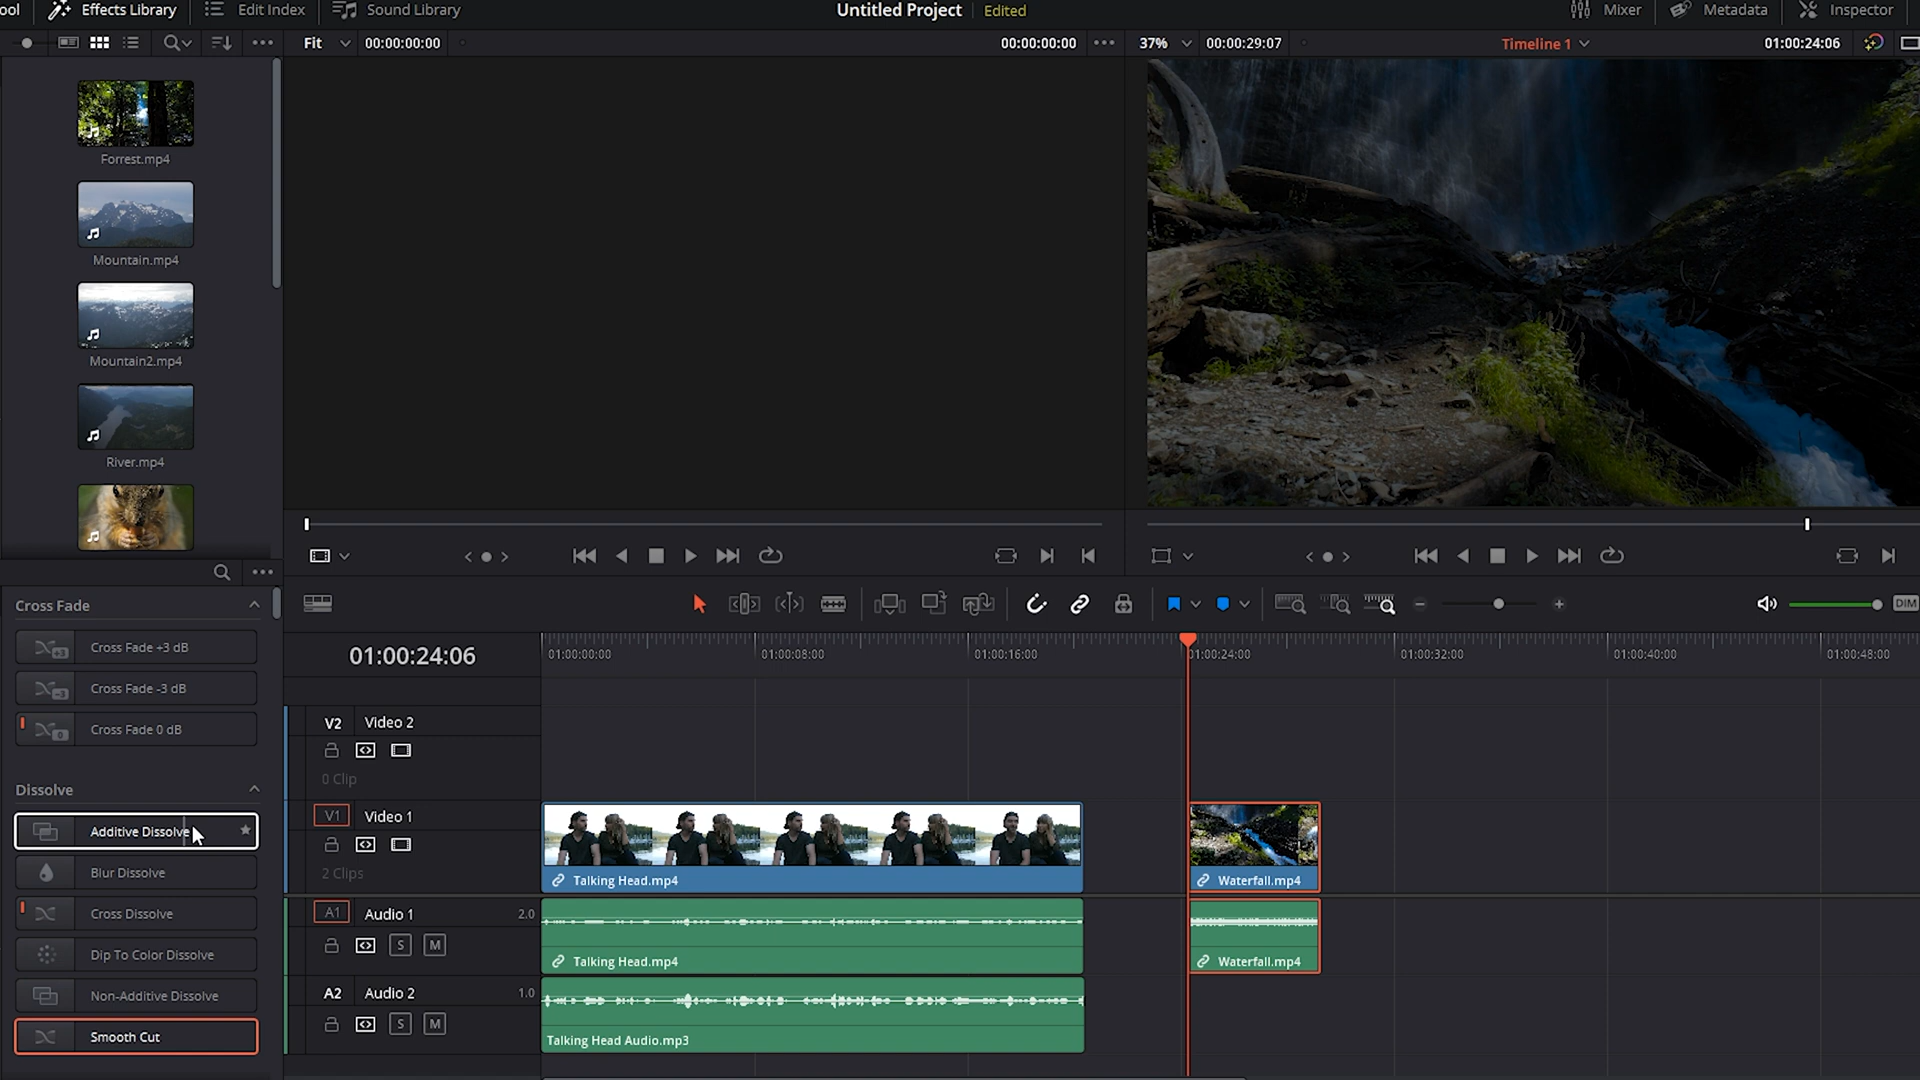 ool
Effects Library
Edit Index
Sound Library
Untitled Project
Edited
Mixer
Metadata
Inspector
Fit
00:00:00:00
00:00:00:00
37%
00:00:29:07
Timeline 1
01:00:24:06
Forrest.mp4
Mountain.mp4
Mountain2.mp4
River.mp4
Cross Fade
Cross Fade +3 dB
Cross Fade -3 dB
Cross Fade 0 dB
Dissolve
Additive Dissolve
Blur Dissolve
Cross Dissolve
Dip To Color Dissolve
Non-Additive Dissolve
Smooth Cut
DIM
01:00:24:06
01:00:00:00
01:00:08:00
01:00:16:00
01:00:24:00
01:00:32:00
01:00:40:00
01:00:48:00
V2 Video 2
0 Clip
V1 Video 1
2 Clips
Talking Head.mp4
Waterfall.mp4
A1 Audio 1 2.0
S M
Talking Head.mp4
Waterfall.mp4
A2 Audio 2 1.0
S M
Talking Head Audio.mp3